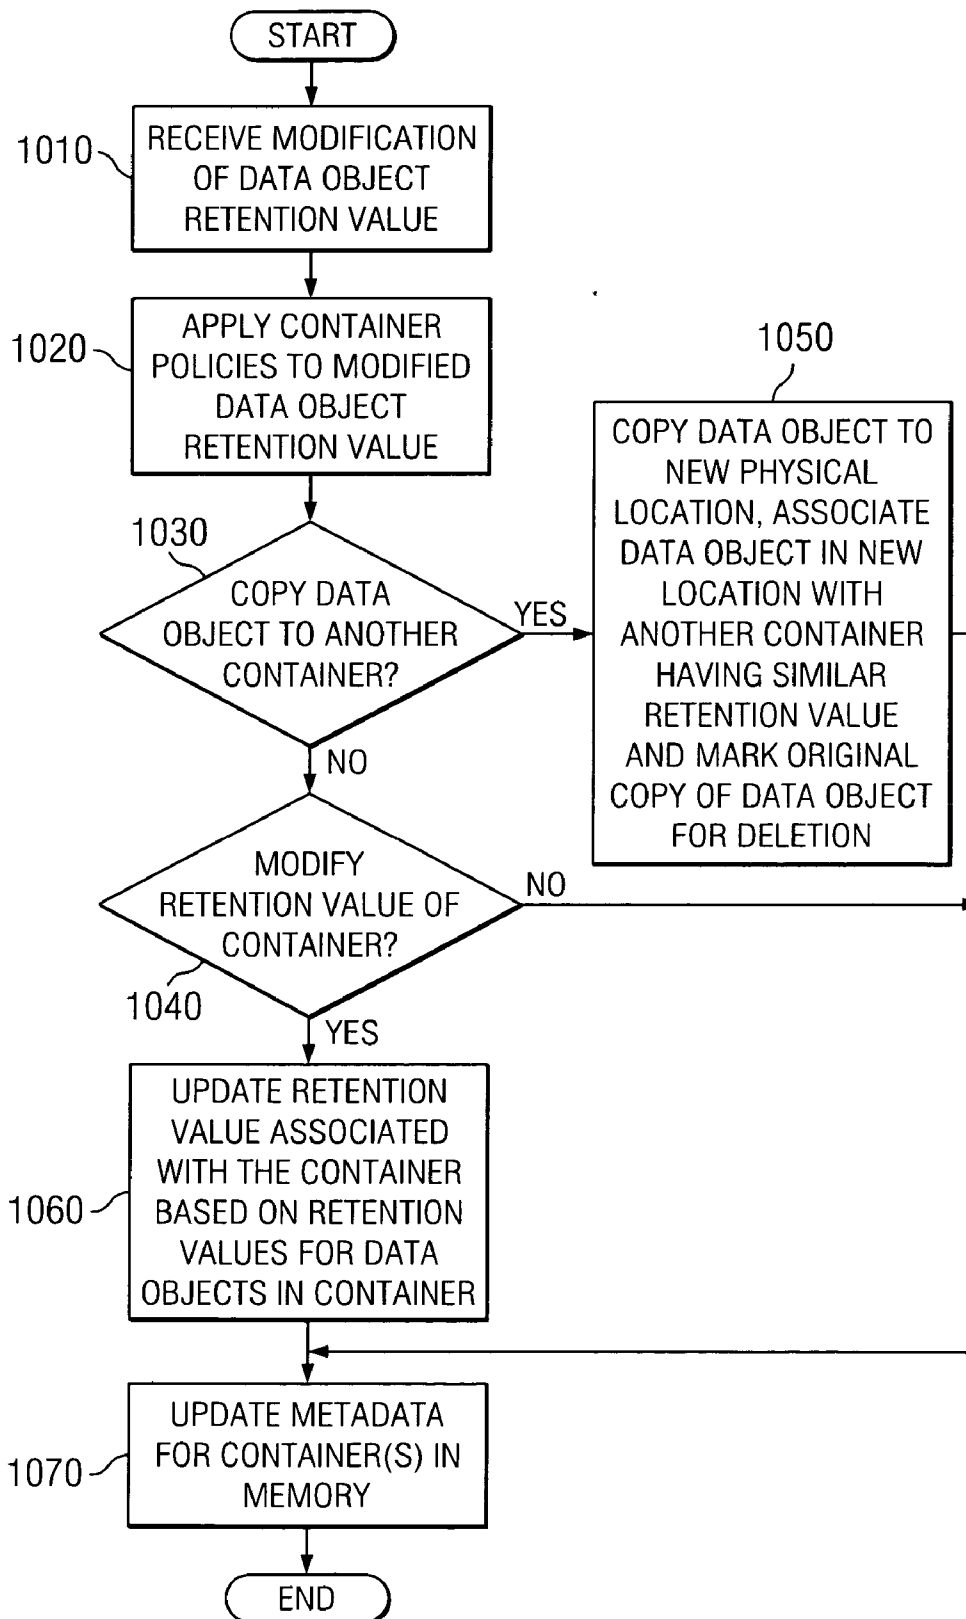 START
1010
RECEIVE MODIFICATION
OF DATA OBJECT
RETENTION VALUE
1020
APPLY CONTAINER
POLICIES TO MODIFIED
DATA OBJECT
RETENTION VALUE
1030
COPY DATA
OBJECT TO ANOTHER
CONTAINER?
YES
NO
1050
COPY DATA OBJECT TO
NEW PHYSICAL
LOCATION, ASSOCIATE
DATA OBJECT IN NEW
LOCATION WITH
ANOTHER CONTAINER
HAVING SIMILAR
RETENTION VALUE
AND MARK ORIGINAL
COPY OF DATA OBJECT
FOR DELETION
MODIFY
RETENTION VALUE OF
CONTAINER?
NO
1040
YES
1060
UPDATE RETENTION
VALUE ASSOCIATED
WITH THE CONTAINER
BASED ON RETENTION
VALUES FOR DATA
OBJECTS IN CONTAINER
1070
UPDATE METADATA
FOR CONTAINER(S) IN
MEMORY
END